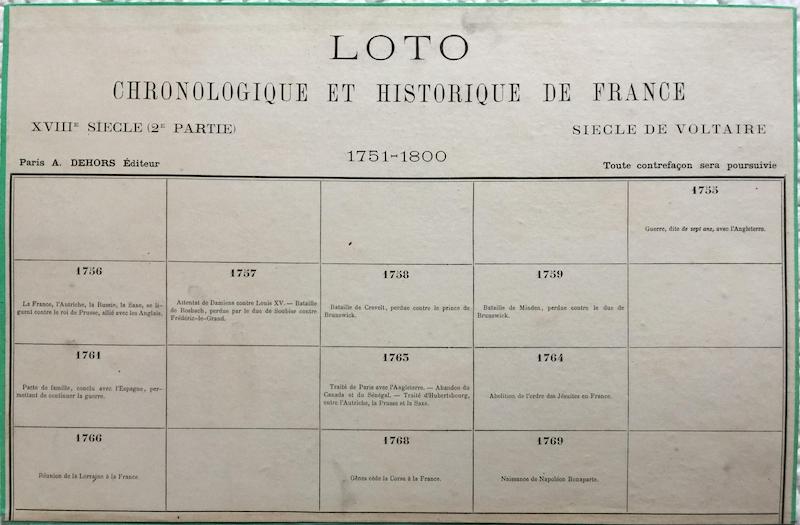 LOTO
CHRONOLOGIQUE ET HISTORIQUE DE FRANCE
XVIIIE SIECLE (2E PARTIE)
SIECLE DE VOLTAIRE
1751-1800
Paris A. DEHORS Éditeur
Toute contrefaçon sera poursuivie
1755
Guerre, dite de sept ans, avec l'Angleterre.
1756
La France, l'Autriche, la Russie, la Saxe, se li-
guent contre le roi de Prusse, allié avec les Anglais.
1757
Attentat de Damiens contre Louis XV. — Bataille
de Rosbach, perdue par le duc de Soubise contre
Frédéric-le-Grand.
1758
Bataille de Crevelt, perdue contre le prince de
Brunswick.
1759
Bataille de Minden, perdue contre le duc de
Brunswick.
1761
Pacte de famille, conclu avec l'Espagne, per-
mettant de continuer la guerre.
1763
Traité de Paris avec l'Angleterre. — Abandon du
Canada et du Sénégal. — Traité d'Hubertsbourg,
entre l'Autriche, la Prusse et la Saxe.
1764
Abolition de l'ordre des Jésuites en France.
1766
Réunion de la Lorraine à la France.
1768
Gênes cède la Corse à la France.
1769
Naissance de Napoléon Bonaparte.